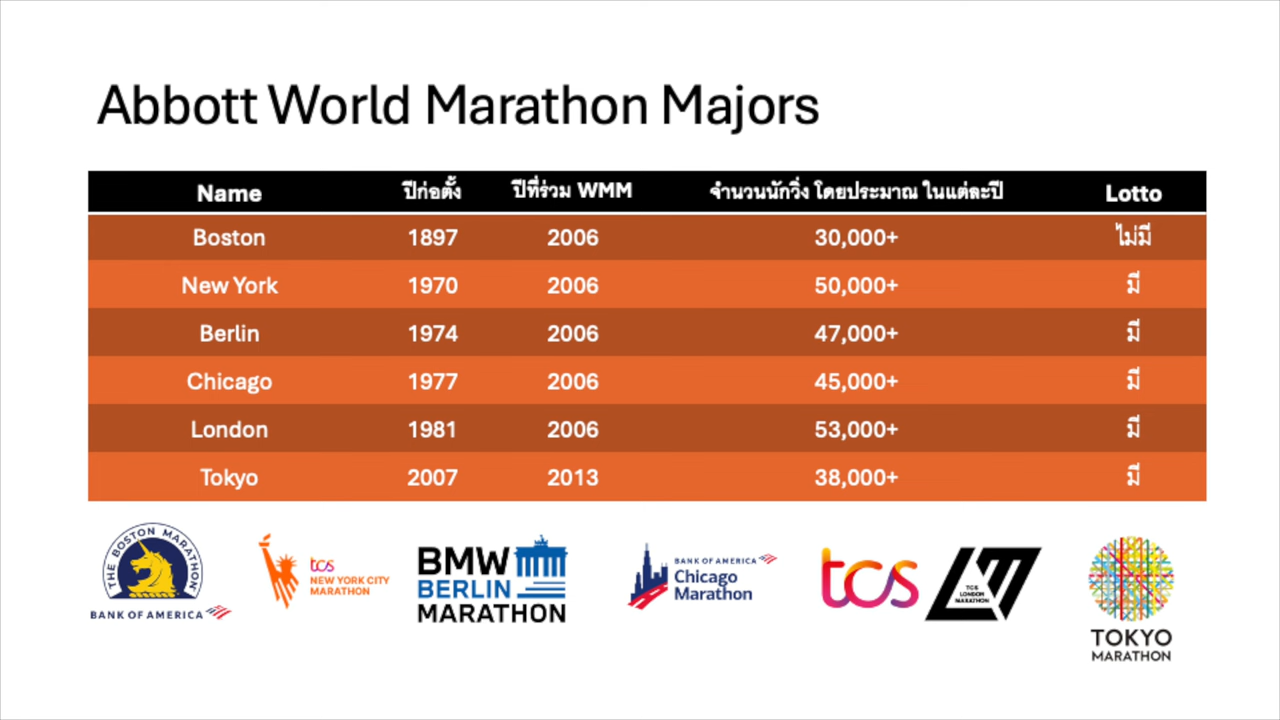 Abbott World Marathon Majors
Name ปีก่อตั้ง ปีที่ร่วม WMM จำนวนนักวิ่ง โดยประมาณ ในแต่ละปี Lotto
Boston 1897 2006 30,000+ ไม่มี
New York 1970 2006 50,000+ มี
Berlin 1974 2006 47,000+ มี
Chicago 1977 2006 45,000+ มี
London 1981 2006 53,000+ มี
Tokyo 2007 2013 38,000+ มี
THE BOSTON MARATHON
BANK OF AMERICA
tcs
NEW YORK CITY
MARATHON
BMW
BERLIN
MARATHON
BANK OF AMERICA
Chicago
Marathon
tcs
TCS
LONDON
MARATHON
TOKYO
MARATHON